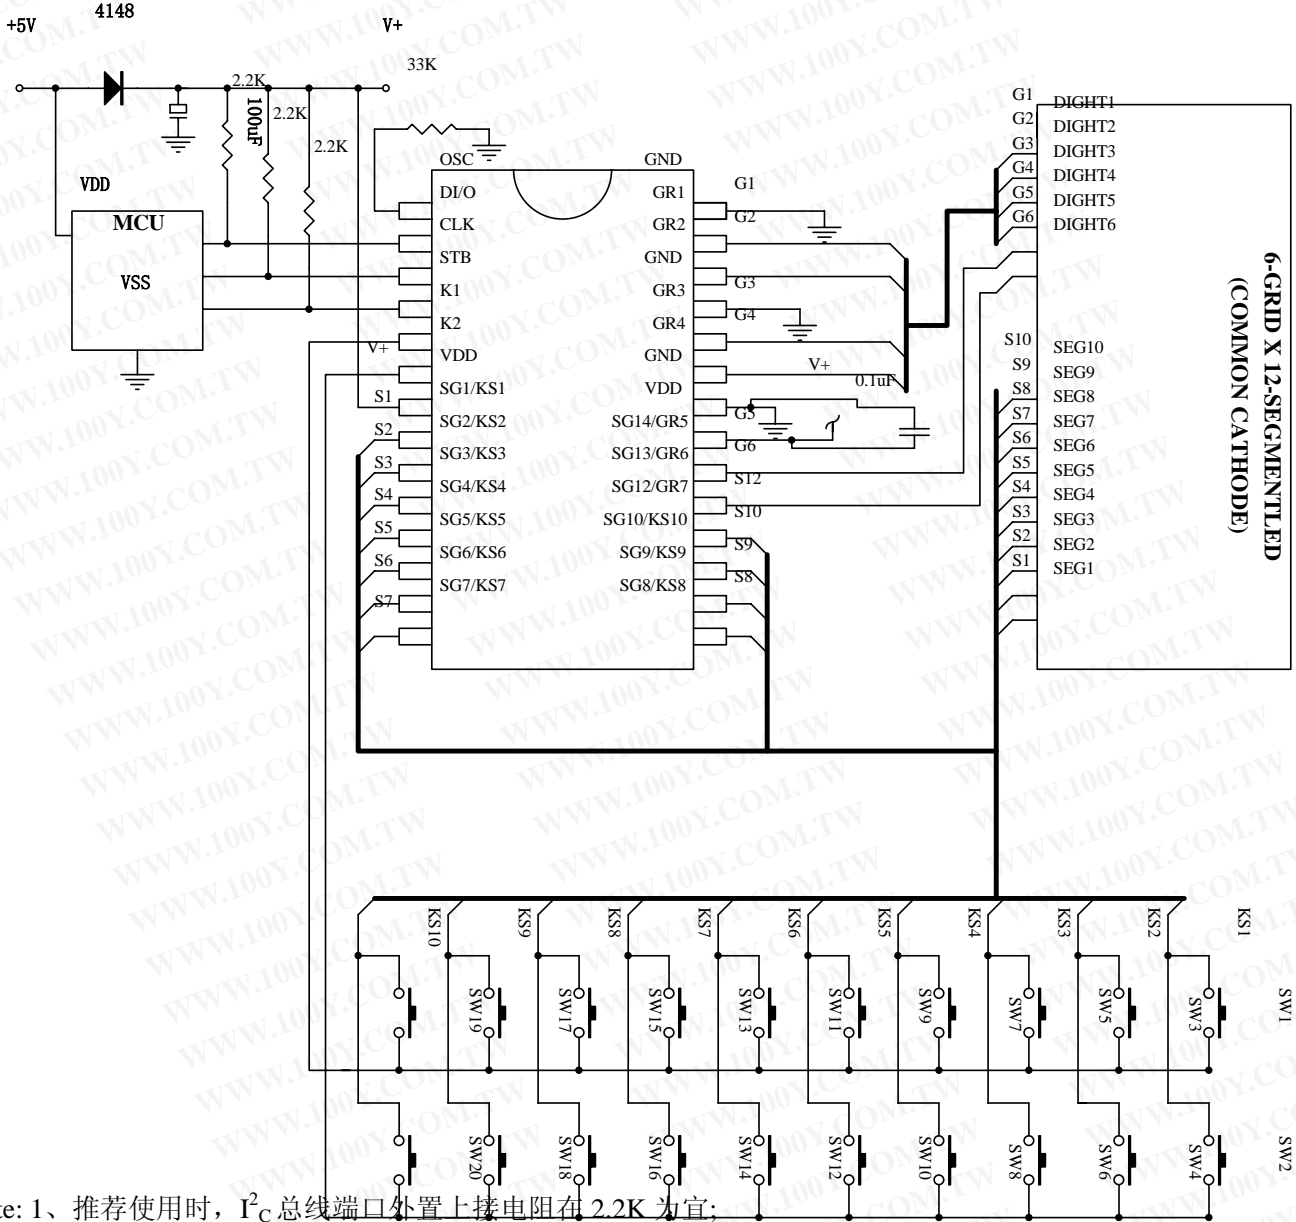 4148
+5V
V+
33K
2.2K
100uF
2.2K
2.2K
VDD
MCU
VSS
OSC
DI/O
CLK
STB
K1
K2
VDD
SG1/KS1
SG2/KS2
SG3/KS3
SG4/KS4
SG5/KS5
SG6/KS6
SG7/KS7
V+
S1
S2
S3
S4
S5
S6
S7
GND
GR1
GR2
GND
GR3
GR4
GND
VDD
SG14/GR5
SG13/GR6
SG12/GR7
SG10/KS10
SG9/KS9
SG8/KS8
G1
G2
G3
G4
V+
0.1uF
G5
G6
S12
S10
S9
S8
G1
G2
G3
G4
G5
G6
DIGHT1
DIGHT2
DIGHT3
DIGHT4
DIGHT5
DIGHT6
6-GRID X 12-SEGMENTLED
(COMMON CATHODE)
S10
S9
S8
S7
S6
S5
S4
S3
S2
S1
SEG10
SEG9
SEG8
SEG7
SEG6
SEG5
SEG4
SEG3
SEG2
SEG1
KS10
KS9
KS8
KS7
KS6
KS5
KS4
KS3
KS2
KS1
SW19
SW17
SW15
SW13
SW11
SW9
SW7
SW5
SW3
SW1
SW20
SW18
SW16
SW14
SW12
SW10
SW8
SW6
SW4
SW2
te: 1、推荐使用时，I²C 总线端口外置上接电阻在 2.2K 为宜;
WWW.100Y.COM.TW